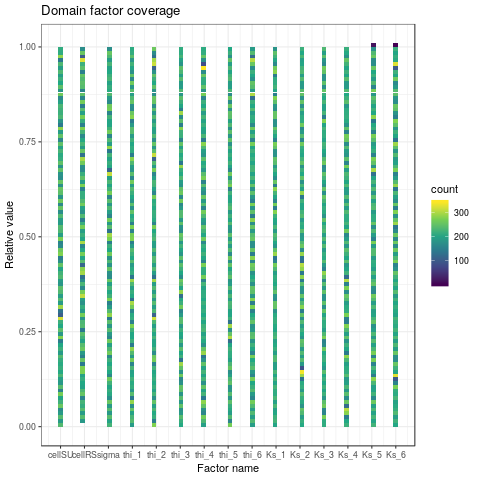 Domain factor coverage
1.00
0.75
0.50
0.25
0.00
Relative value
cellSU cellRS sigma thi_1 thi_2 thi_3 thi_4 thi_5 thi_6 Ks_1 Ks_2 Ks_3 Ks_4 Ks_5 Ks_6
Factor name
count
300
200
100